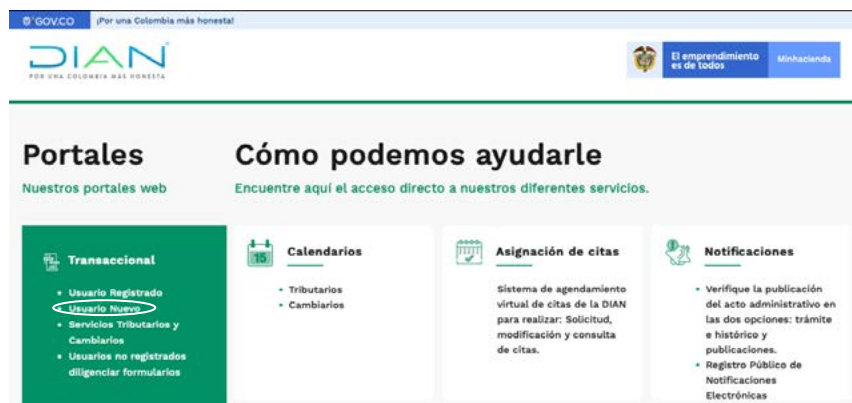 GOV.CO ¡Por una Colombia más honesta!
DIAN
POR UNA COLOMBIA MÁS HONESTA
El emprendimiento
es de todos
Minhacienda
Portales
Nuestros portales web
Cómo podemos ayudarle
Encuentre aquí el acceso directo a nuestros diferentes servicios.
Transaccional
• Usuario Registrado
• Usuario Nuevo
• Servicios Tributarios y
Cambiarios
• Usuarios no registrados
diligenciar formularios
15
Calendarios
• Tributarios
• Cambiarios
Asignación de citas
Sistema de agendamiento
virtual de citas de la DIAN
para realizar: Solicitud,
modificación y consulta
de citas.
Notificaciones
• Verifique la publicación
del acto administrativo en
las dos opciones: trámite
e histórico y
publicaciones.
• Registro Público de
Notificaciones
Electrónicas